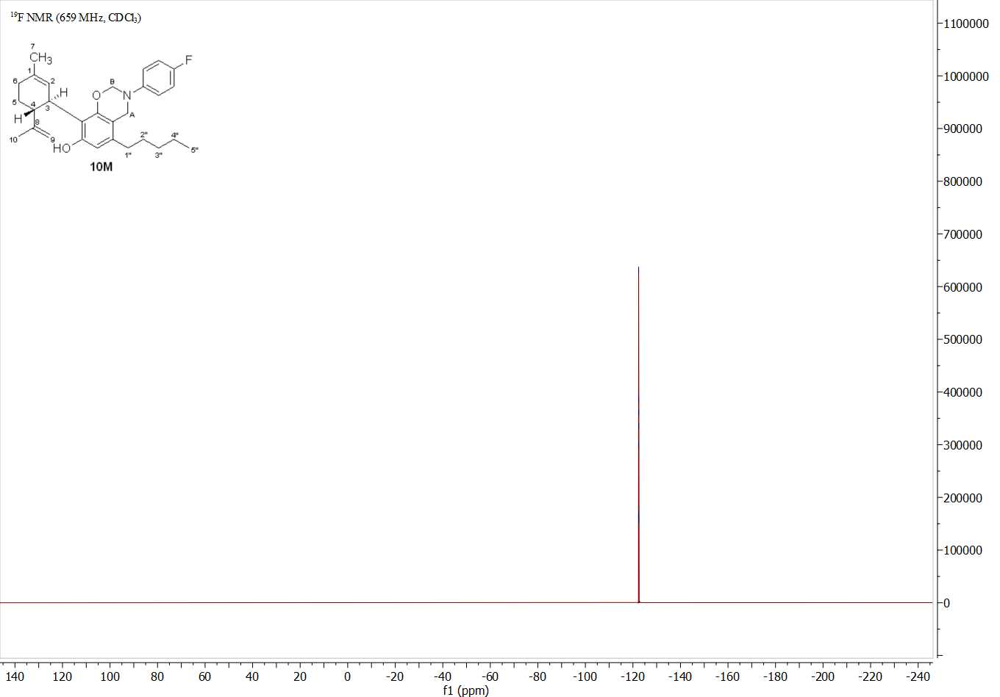 ¹⁹F NMR (659 MHz, CDCl₃)
7
CH₃
1
6
2
H
5
4
3
H
8
10
9
HO
O
B
N
F
A
2"
4"
1"
3"
5"
10M
1100000
1000000
900000
800000
700000
600000
500000
400000
300000
200000
100000
0
140 120 100 80 60 40 20 0 -20 -40 -60 -80 -100 -120 -140 -160 -180 -200 -220 -240
f1 (ppm)